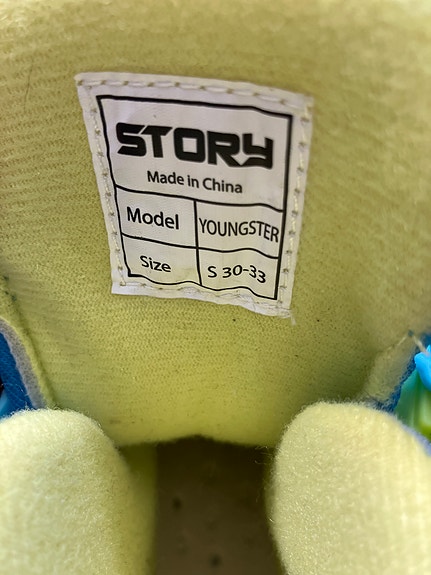 STORY
Made in China
Model YOUNGSTER
Size S 30-33